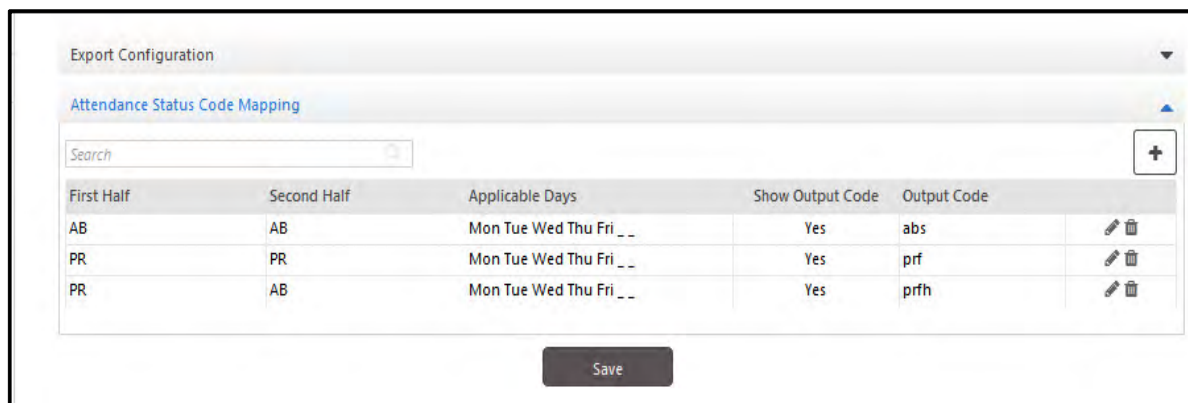 Export Configuration
Attendance Status Code Mapping
Search
First Half Second Half Applicable Days Show Output Code Output Code
AB AB Mon Tue Wed Thu Fri _ _ Yes abs
PR PR Mon Tue Wed Thu Fri _ _ Yes prf
PR AB Mon Tue Wed Thu Fri _ _ Yes prfh
Save